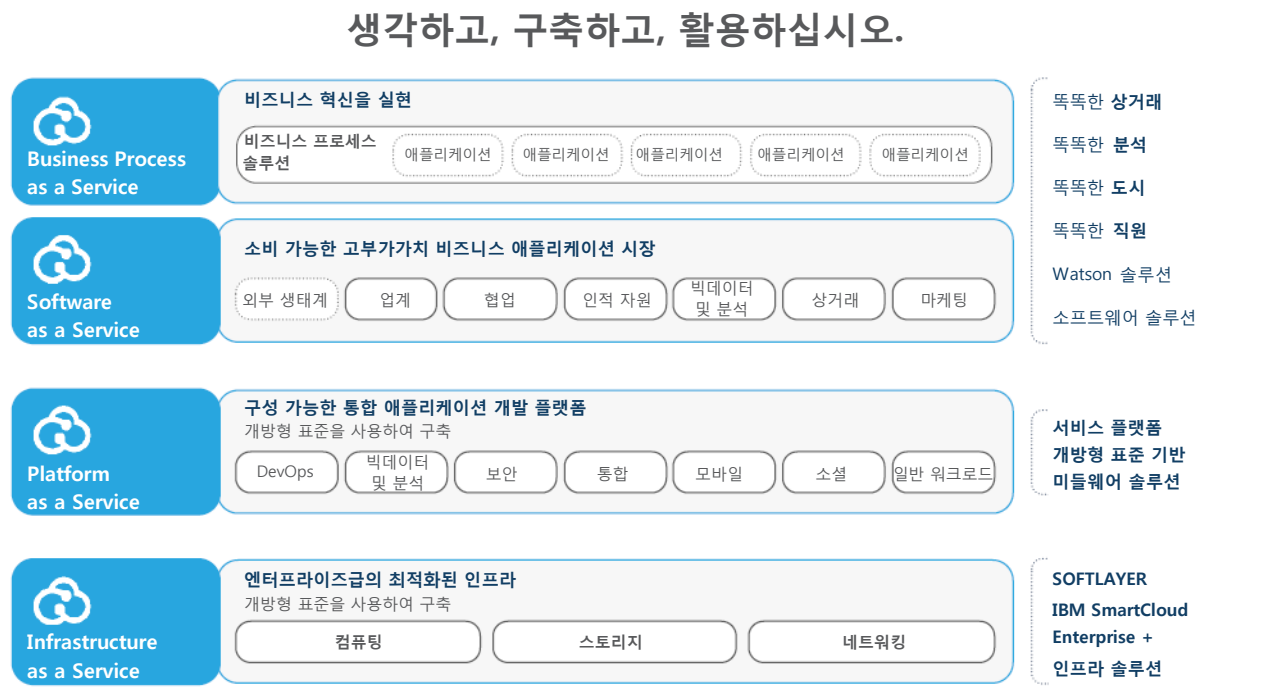 생각하고, 구축하고, 활용하십시오.
Business Process
as a Service
비즈니스 혁신을 실현
비즈니스 프로세스
솔루션
애플리케이션
애플리케이션
애플리케이션
애플리케이션
애플리케이션
Software
as a Service
소비 가능한 고부가가치 비즈니스 애플리케이션 시장
외부 생태계
업계
협업
인적 자원
빅데이터
및 분석
상거래
마케팅
똑똑한 상거래
똑똑한 분석
똑똑한 도시
똑똑한 직원
Watson 솔루션
소프트웨어 솔루션
Platform
as a Service
구성 가능한 통합 애플리케이션 개발 플랫폼
개방형 표준을 사용하여 구축
DevOps
빅데이터
및 분석
보안
통합
모바일
소셜
일반 워크로드
서비스 플랫폼
개방형 표준 기반
미들웨어 솔루션
Infrastructure
as a Service
엔터프라이즈급의 최적화된 인프라
개방형 표준을 사용하여 구축
컴퓨팅
스토리지
네트워킹
SOFTLAYER
IBM SmartCloud
Enterprise +
인프라 솔루션